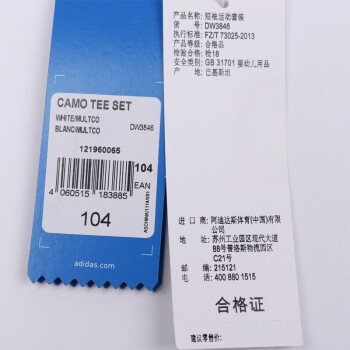 CAMO TEE SET
WHITE/MULTCO
BLANC/MULTCO
DW3846
121960065
104
EAN
4 060515 183885
104
adidas.com
产品名称: 短袖运动套装
货 号: DW3846
执行标准: FZ/T 73025-2013
产品等级: 合格品
检验合格: 检18
安全类别: GB 31701 婴幼儿用品
产 地: 巴基斯坦
进 口 商: 阿迪达斯体育(中国)有限
公司
地 址: 苏州工业园区现代大道
88号普洛斯物流园区
C21号
邮 编: 215121
电 话: 400 880 1515
合格证
建议零售价: